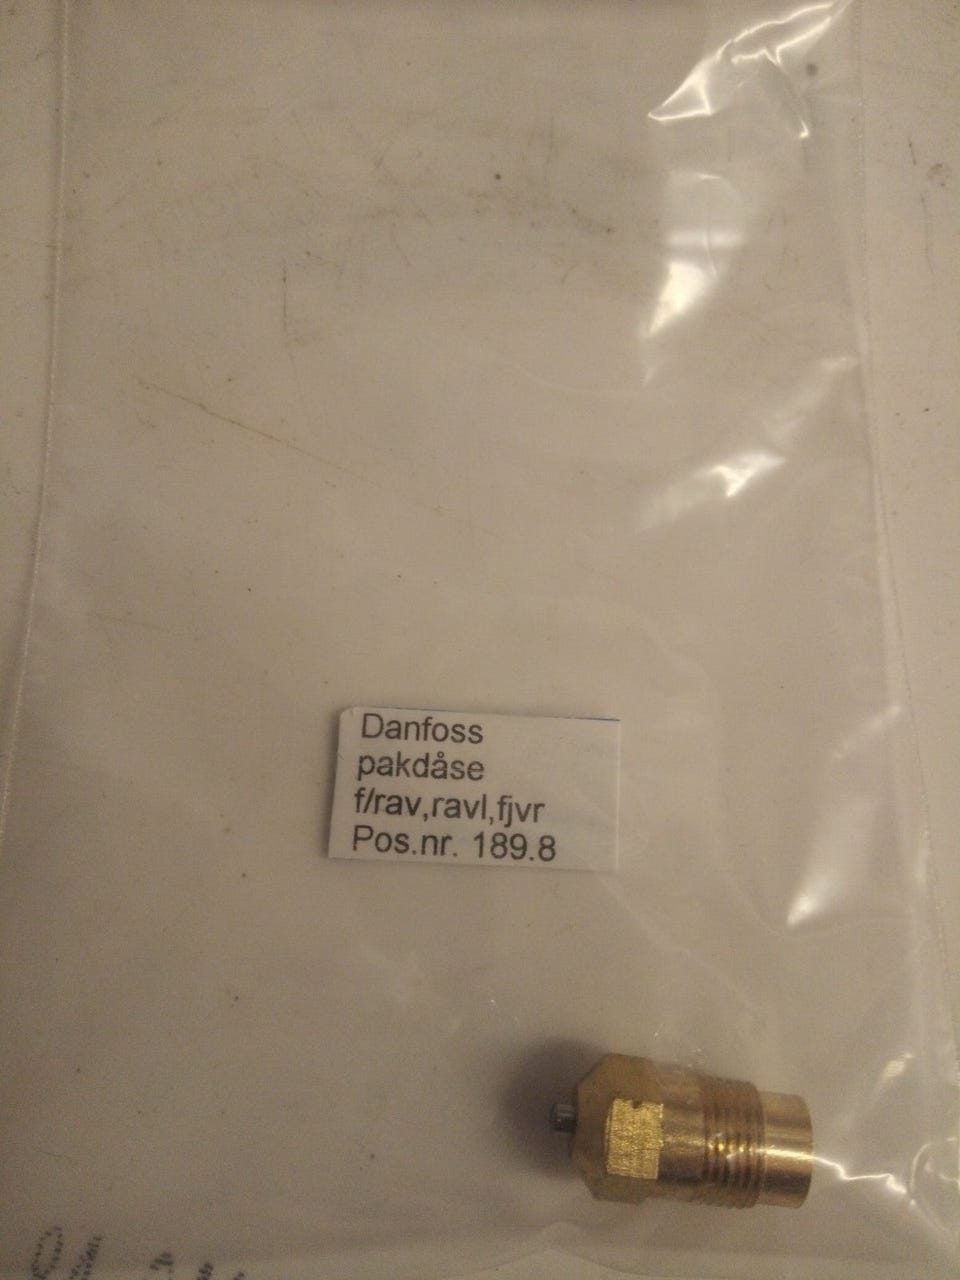 Danfoss
pakdåse
f/rav,ravl,fjvr
Pos.nr. 189.8